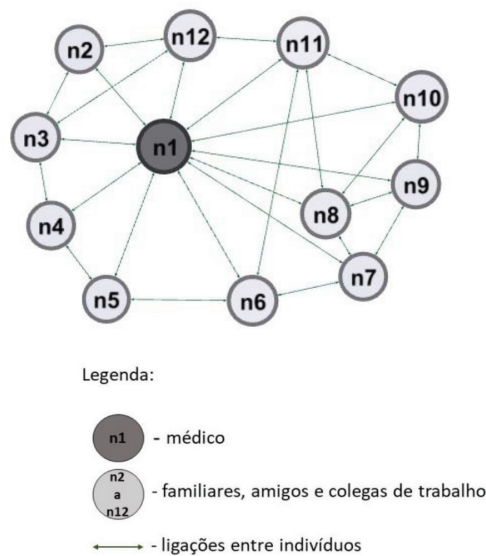 n12
n11
n2
n10
n3
n1
n9
n8
n4
n7
n5
n6
Legenda:
n1 - médico
n2
a
n12
- familiares, amigos e colegas de trabalho
- ligações entre indivíduos